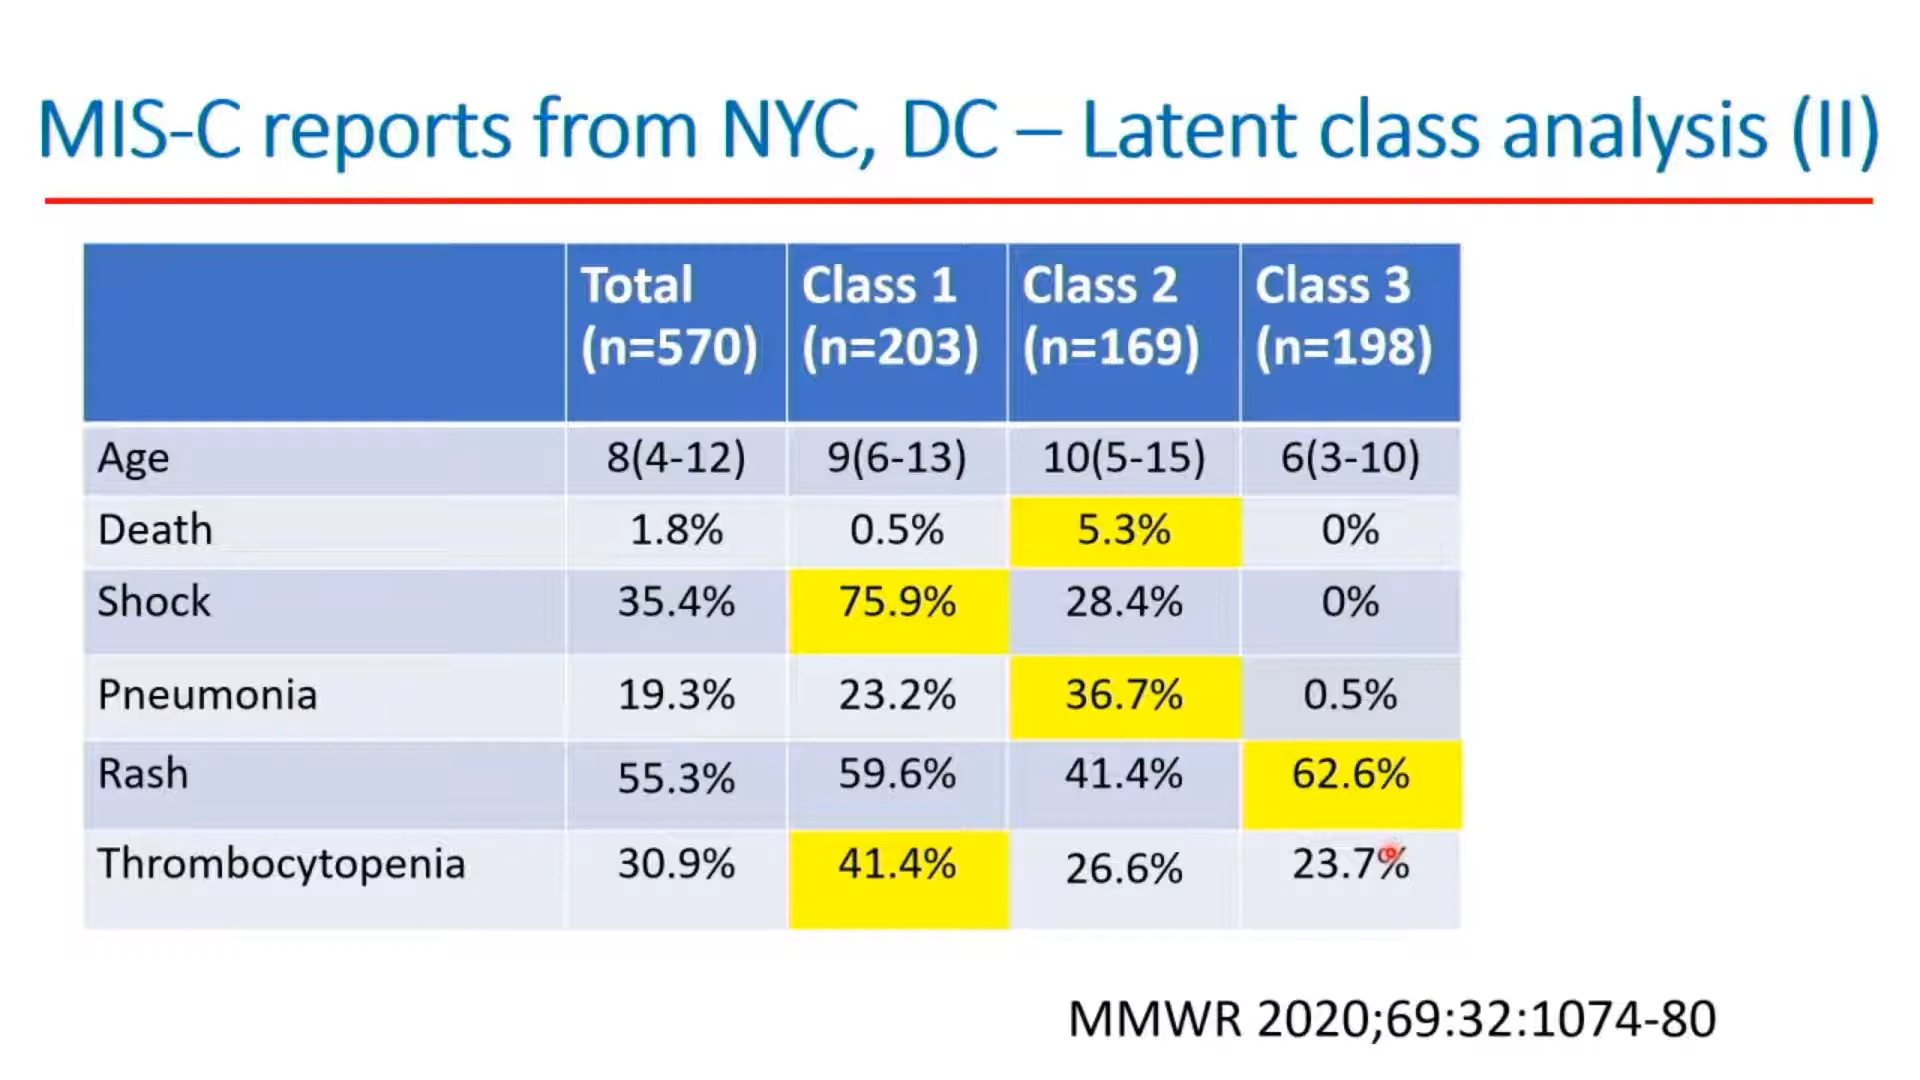 MIS-C reports from NYC, DC – Latent class analysis (II)
Total (n=570) Class 1 (n=203) Class 2 (n=169) Class 3 (n=198)
Age 8(4-12) 9(6-13) 10(5-15) 6(3-10)
Death 1.8% 0.5% 5.3% 0%
Shock 35.4% 75.9% 28.4% 0%
Pneumonia 19.3% 23.2% 36.7% 0.5%
Rash 55.3% 59.6% 41.4% 62.6%
Thrombocytopenia 30.9% 41.4% 26.6% 23.7%
MMWR 2020;69:32:1074-80